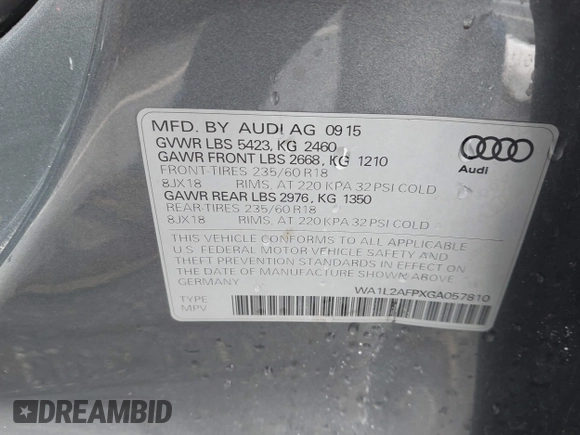 MFD. BY AUDI AG 09 15
GVWR LBS 5423, KG 2460
GAWR FRONT LBS 2668, KG 1210
FRONT-TIRES 235/60 R18
8JX18 RIMS, AT 220 KPA 32 PSI COLD
GAWR REAR LBS 2976, KG 1350
REAR-TIRES 235/60 R18
8JX18 RIMS, AT 220 KPA 32 PSI COLD
THIS VEHICLE CONFORMS TO ALL APPLICABLE
U.S. FEDERAL MOTOR VEHICLE SAFETY AND
THEFT PREVENTION STANDARDS IN EFFECT ON
THE DATE OF MANUFACTURE SHOWN ABOVE.
GERMANY
WA1L2AFPXGA057810
TYPE
MPV
Audi
DREAMBID